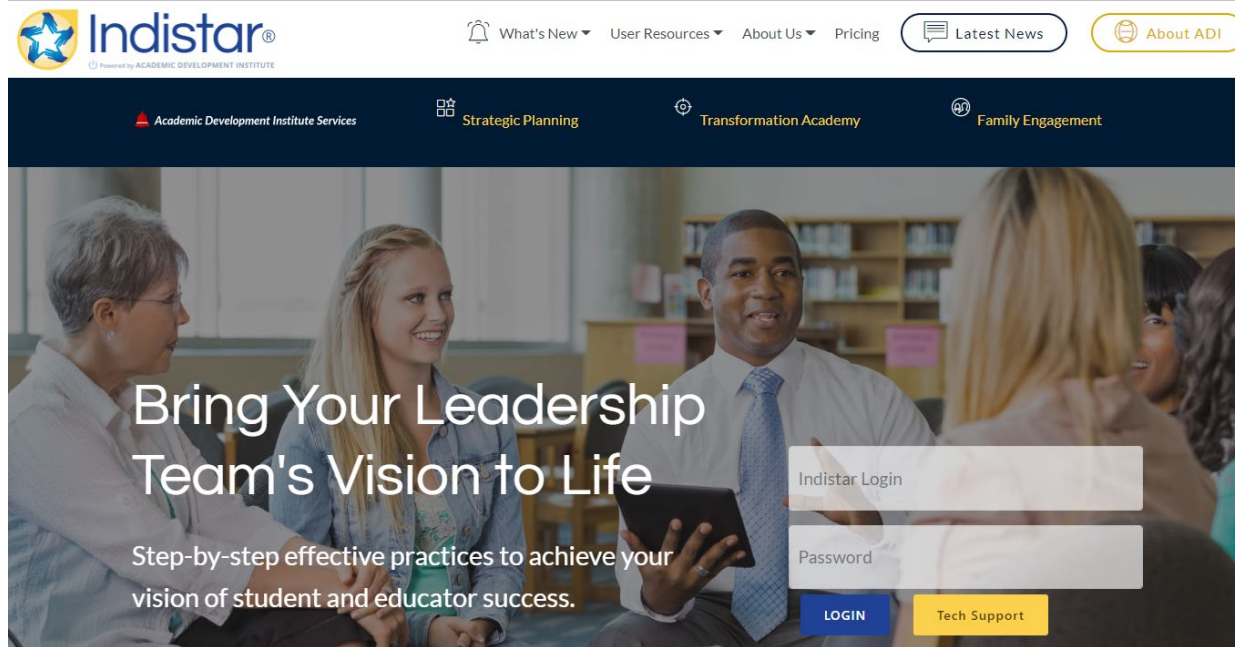 Indistar®
Powered by ACADEMIC DEVELOPMENT INSTITUTE
What's New
User Resources
About Us
Pricing
Latest News
About ADI
Academic Development Institute Services
Strategic Planning
Transformation Academy
Family Engagement
Bring Your Leadership
Team's Vision to Life
Step-by-step effective practices to achieve your
vision of student and educator success.
Indistar Login
Password
LOGIN
Tech Support